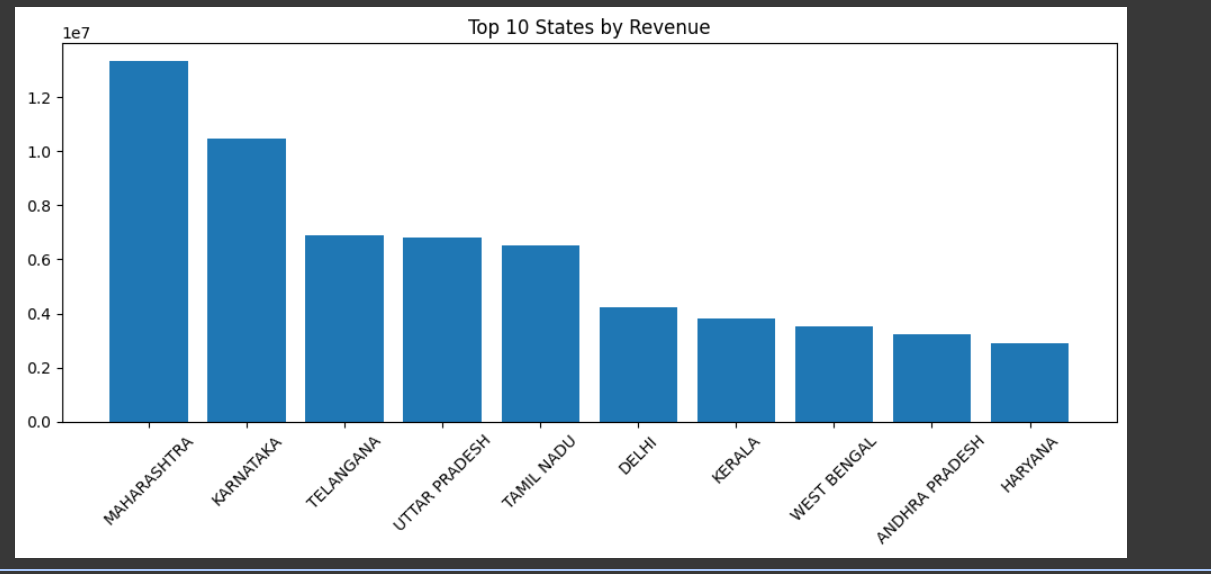 Top 10 States by Revenue
1e7
1.2
1.0
0.8
0.6
0.4
0.2
0.0
MAHARASHTRA
KARNATAKA
TELANGANA
UTTAR PRADESH
TAMIL NADU
DELHI
KERALA
WEST BENGAL
ANDHRA PRADESH
HARYANA